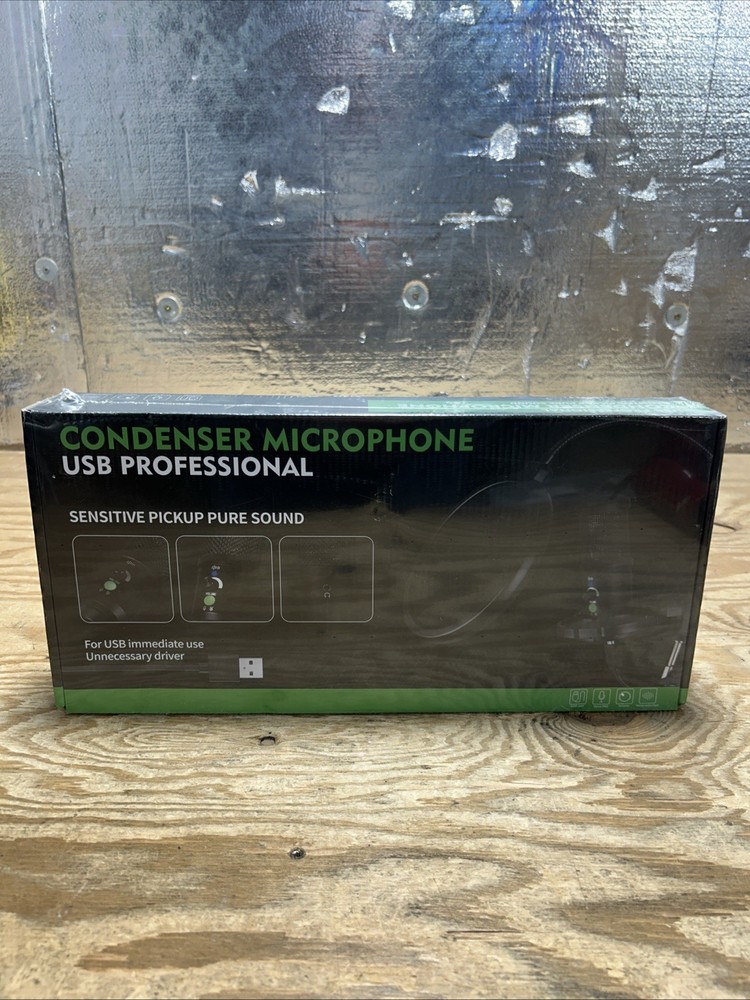 CONDENSER MICROPHONE
USB PROFESSIONAL
SENSITIVE PICKUP PURE SOUND
For USB immediate use
Unnecessary driver